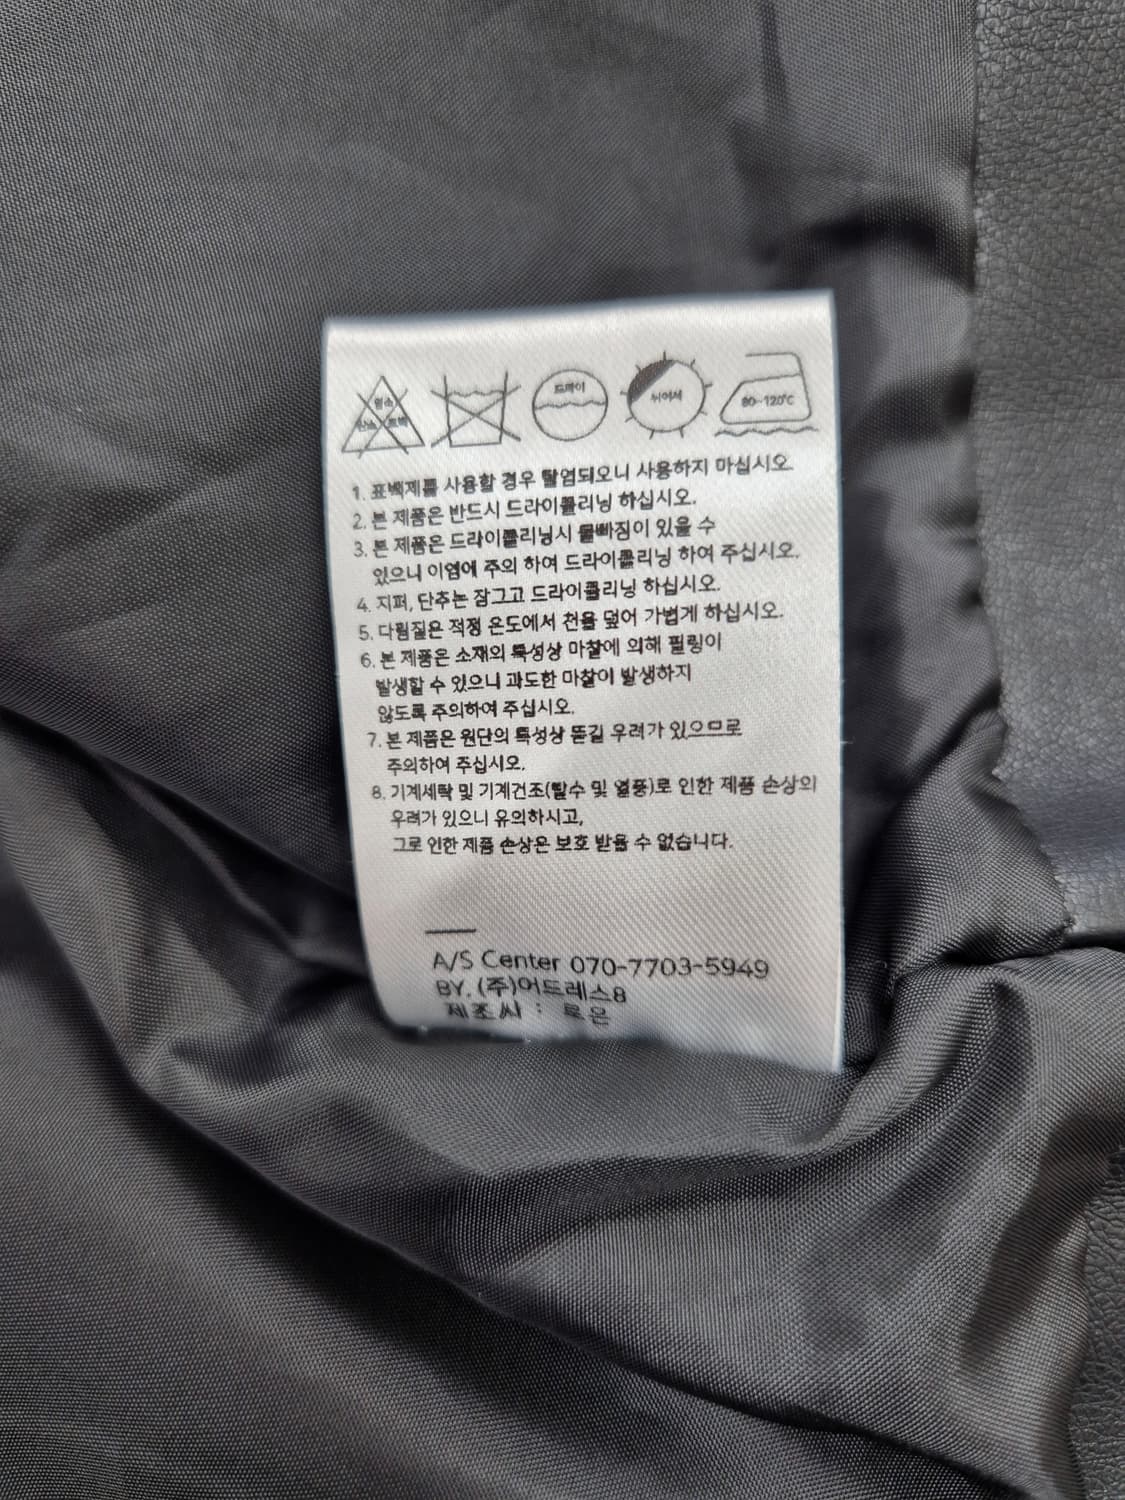 염소
산소 표백
드라이
뉘어서
80~120℃
1. 표백제를 사용할 경우 탈염되오니 사용하지 마십시오.
2. 본 제품은 반드시 드라이클리닝 하십시오.
3. 본 제품은 드라이클리닝시 물빠짐이 있을 수
있으니 이염에 주의 하여 드라이클리닝 하여 주십시오.
4. 지퍼, 단추는 잠그고 드라이클리닝 하십시오.
5. 다림질은 적정 온도에서 천을 덮어 가볍게 하십시오.
6. 본 제품은 소재의 특성상 마찰에 의해 필링이
발생할 수 있으니 과도한 마찰이 발생하지
않도록 주의하여 주십시오.
7. 본 제품은 원단의 특성상 뜯길 우려가 있으므로
주의하여 주십시오.
8. 기계세탁 및 기계건조(탈수 및 열풍)로 인한 제품 손상의
우려가 있으니 유의하시고,
그로 인한 제품 손상은 보호 받을 수 없습니다.
A/S Center 070-7703-5949
BY. (주)어드레스8
제조씨 : 로은